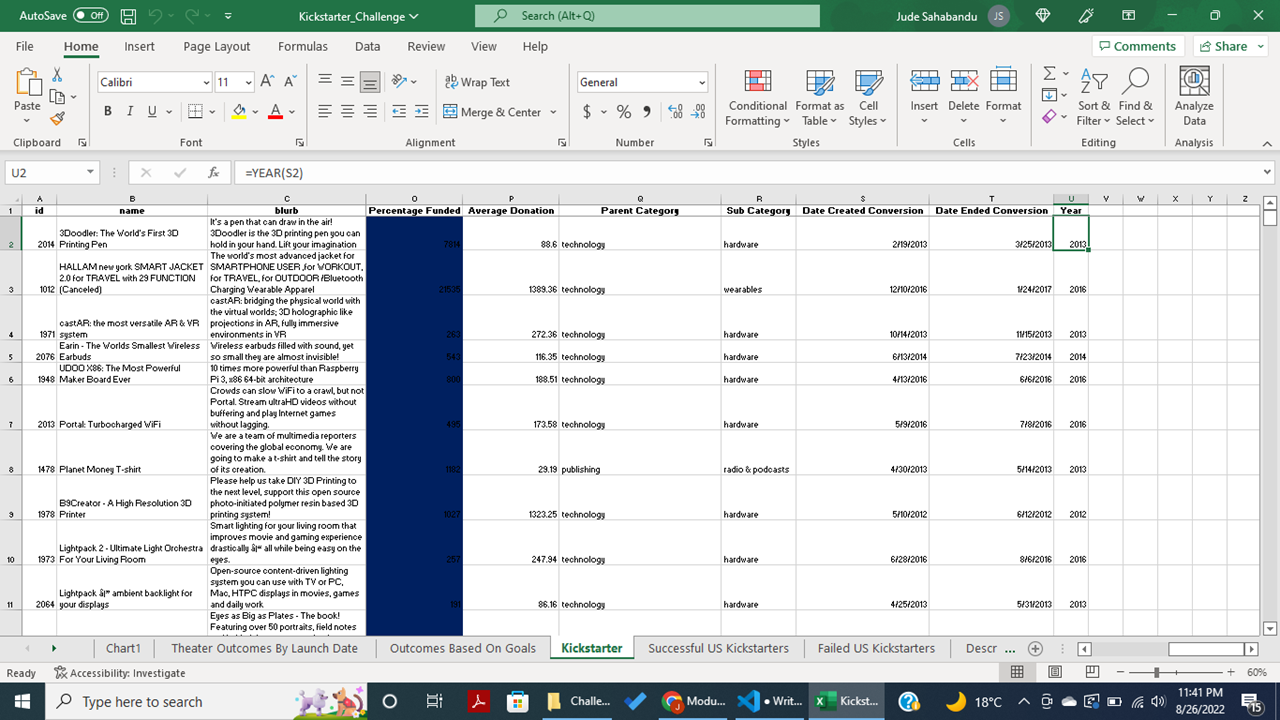 AutoSave Off Kickstarter_Challenge Search (Alt+Q) Jude Sahabandu JS
File Home Insert Page Layout Formulas Data Review View Help Comments Share
Paste Calibri 11 A A Wrap Text General Conditional Formatting Format as Table Cell Styles Insert Delete Format Sort & Filter Find & Select Analyze Data
B I U A Merge & Center $ % 9
Clipboard Font Alignment Number Styles Cells Editing Analysis
U2 fx =YEAR(S2)
A B C O P Q R S T U V W X Y Z
1 id name blurb Percentage Funded Average Donation Parent Category Sub Category Date Created Conversion Date Ended Conversion Year
It's a pen that can draw in the air!
3Doodler: The World's First 3D 3Doodler is the 3D printing pen you can
2 2014 Printing Pen hold in your hand. Lift your imagination 7814 88.6 technology hardware 2/19/2013 3/25/2013 2013
The world's most advanced jacket for
HALLAM new york SMART JACKET SMARTPHONE USER ,for WORKOUT,
2.0 for TRAVEL with 29 FUNCTION for TRAVEL, for OUTDOOR /Bluetooth
3 1012 (Canceled) Charging Wearable Apparel 21535 1389.36 technology wearables 12/10/2016 1/24/2017 2016
castAR: bridging the physical world with
the virtual worlds; 3D holographic like
castAR: the most versatile AR & VR projections in AR, fully immersive
4 1971 system environments in VR 263 272.36 technology hardware 10/14/2013 11/15/2013 2013
Earin - The Worlds Smallest Wireless Wireless earbuds filled with sound, yet
5 2076 Earbuds so small they are almost invisible! 543 116.35 technology hardware 6/13/2014 7/23/2014 2014
UDOO X86: The Most Powerful 10 times more powerful than Raspberry
6 1948 Maker Board Ever Pi 3, x86 64-bit architecture 800 188.51 technology hardware 4/13/2016 6/6/2016 2016
Crowds can slow WiFi to a crawl, but not
Portal. Stream ultraHD videos without
buffering and play Internet games
7 2013 Portal: Turbocharged WiFi without lagging. 495 173.58 technology hardware 5/9/2016 7/8/2016 2016
We are a team of multimedia reporters
covering the global economy. We are
going to make a t-shirt and tell the story
8 1478 Planet Money T-shirt of its creation. 1182 29.19 publishing radio & podcasts 4/30/2013 5/14/2013 2013
Please help us take DIY 3D Printing to
the next level, support this open source
B9Creator - A High Resolution 3D photo-initiated polymer resin based 3D
9 1978 Printer printing system! 1027 1323.25 technology hardware 5/10/2012 6/12/2012 2012
Smart lighting for your living room that
improves movie and gaming experience
Lightpack 2 - Ultimate Light Orchestra drastically â|* all while being easy on the
10 1973 For Your Living Room eyes. 257 247.94 technology hardware 6/28/2016 8/6/2016 2016
Open-source content-driven lighting
system you can use with TV or PC,
Lightpack â|* ambient backlight for Mac, HTPC displays in movies, games
11 2064 your displays and daily work 191 86.16 technology hardware 4/25/2013 5/31/2013 2013
Eyes as Big as Plates - The book!
Featuring over 50 portraits, field notes
Chart1 Theater Outcomes By Launch Date Outcomes Based On Goals Kickstarter Successful US Kickstarters Failed US Kickstarters Descr ...
Ready Accessibility: Investigate 60%
Type here to search Challe... Modu... Writ... Kickst... 18°C 11:41 PM
8/26/2022 15